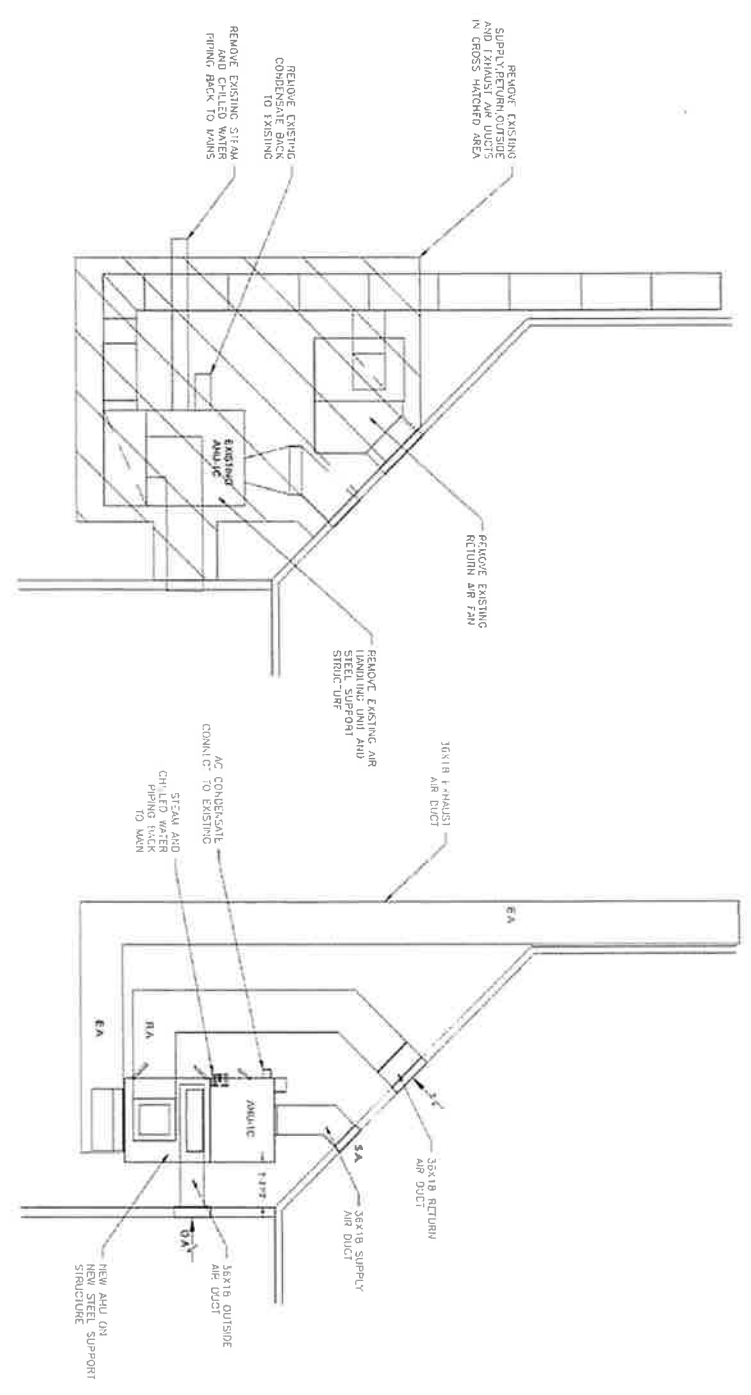 REMOVE EXISTING
SUPPLY,RETURN,OUTSIDE
AND EXHAUST AIR DUCTS
IN CROSS HATCHED AREA
REMOVE EXISTING
CONDENSATE BACK
TO EXISTING
REMOVE EXISTING STEAM
AND CHILLED WATER
PIPING BACK TO MAINS
EXISTING
AHU-1C
REMOVE EXISTING
RETURN AIR FAN
REMOVE EXISTING AIR
HANDLING UNIT AND
STEEL SUPPORT
STRUCTURE
36X18 EXHAUST
AIR DUCT
AC CONDENSATE
CONNECT TO EXISTING
STEAM AND
CHILLED WATER
PIPING BACK
TO MAIN
EA
EA
RA
AHU-1C
SA
OA
36X18 RETURN
AIR DUCT
36X18 SUPPLY
AIR DUCT
36X18 OUTSIDE
AIR DUCT
NEW AHU ON
NEW STEEL SUPPORT
STRUCTURE